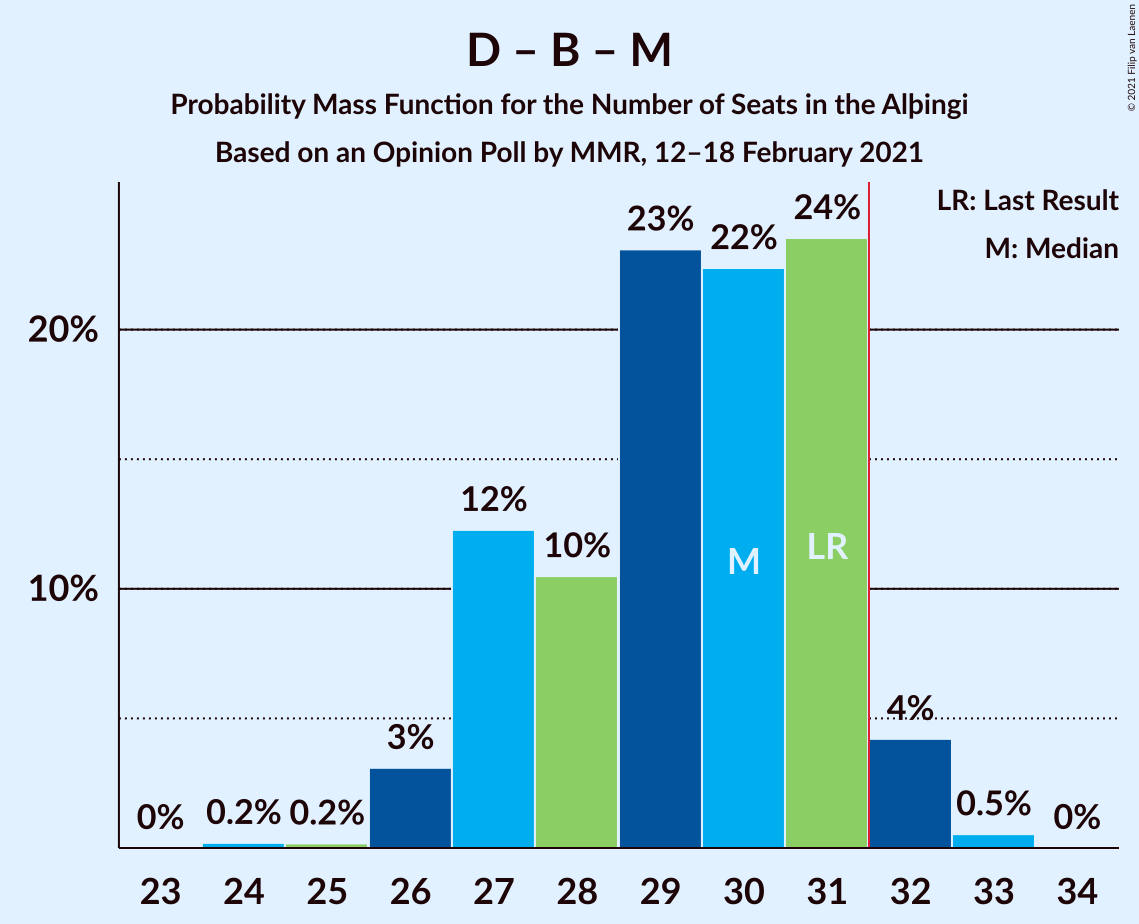 D – B – M
Probability Mass Function for the Number of Seats in the Alþingi
Based on an Opinion Poll by MMR, 12–18 February 2021
© 2021 Filip van Laenen
LR: Last Result
M: Median
20%
10%
0%
0.2%
0.2%
3%
12%
10%
23%
22%
24%
4%
0.5%
0%
M
LR
23 24 25 26 27 28 29 30 31 32 33 34